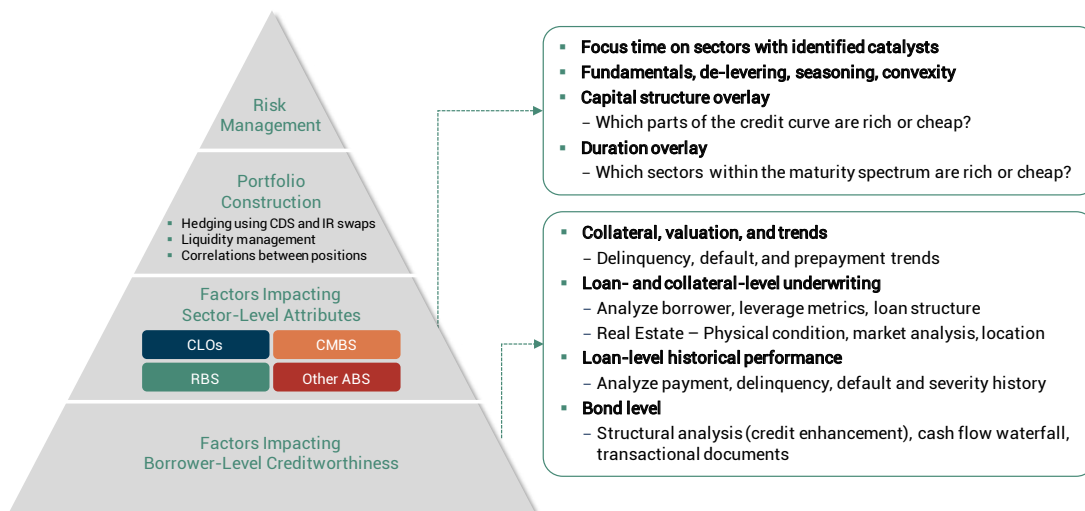 Risk
Management
Portfolio
Construction
▪ Hedging using CDS and IR swaps
▪ Liquidity management
▪ Correlations between positions
Factors Impacting
Sector-Level Attributes
CLOs
CMBS
RBS
Other ABS
Factors Impacting
Borrower-Level Creditworthiness
▪ Focus time on sectors with identified catalysts
▪ Fundamentals, de-levering, seasoning, convexity
▪ Capital structure overlay
– Which parts of the credit curve are rich or cheap?
▪ Duration overlay
– Which sectors within the maturity spectrum are rich or cheap?
▪ Collateral, valuation, and trends
– Delinquency, default, and prepayment trends
▪ Loan- and collateral-level underwriting
– Analyze borrower, leverage metrics, loan structure
– Real Estate – Physical condition, market analysis, location
▪ Loan-level historical performance
– Analyze payment, delinquency, default and severity history
▪ Bond level
– Structural analysis (credit enhancement), cash flow waterfall,
transactional documents